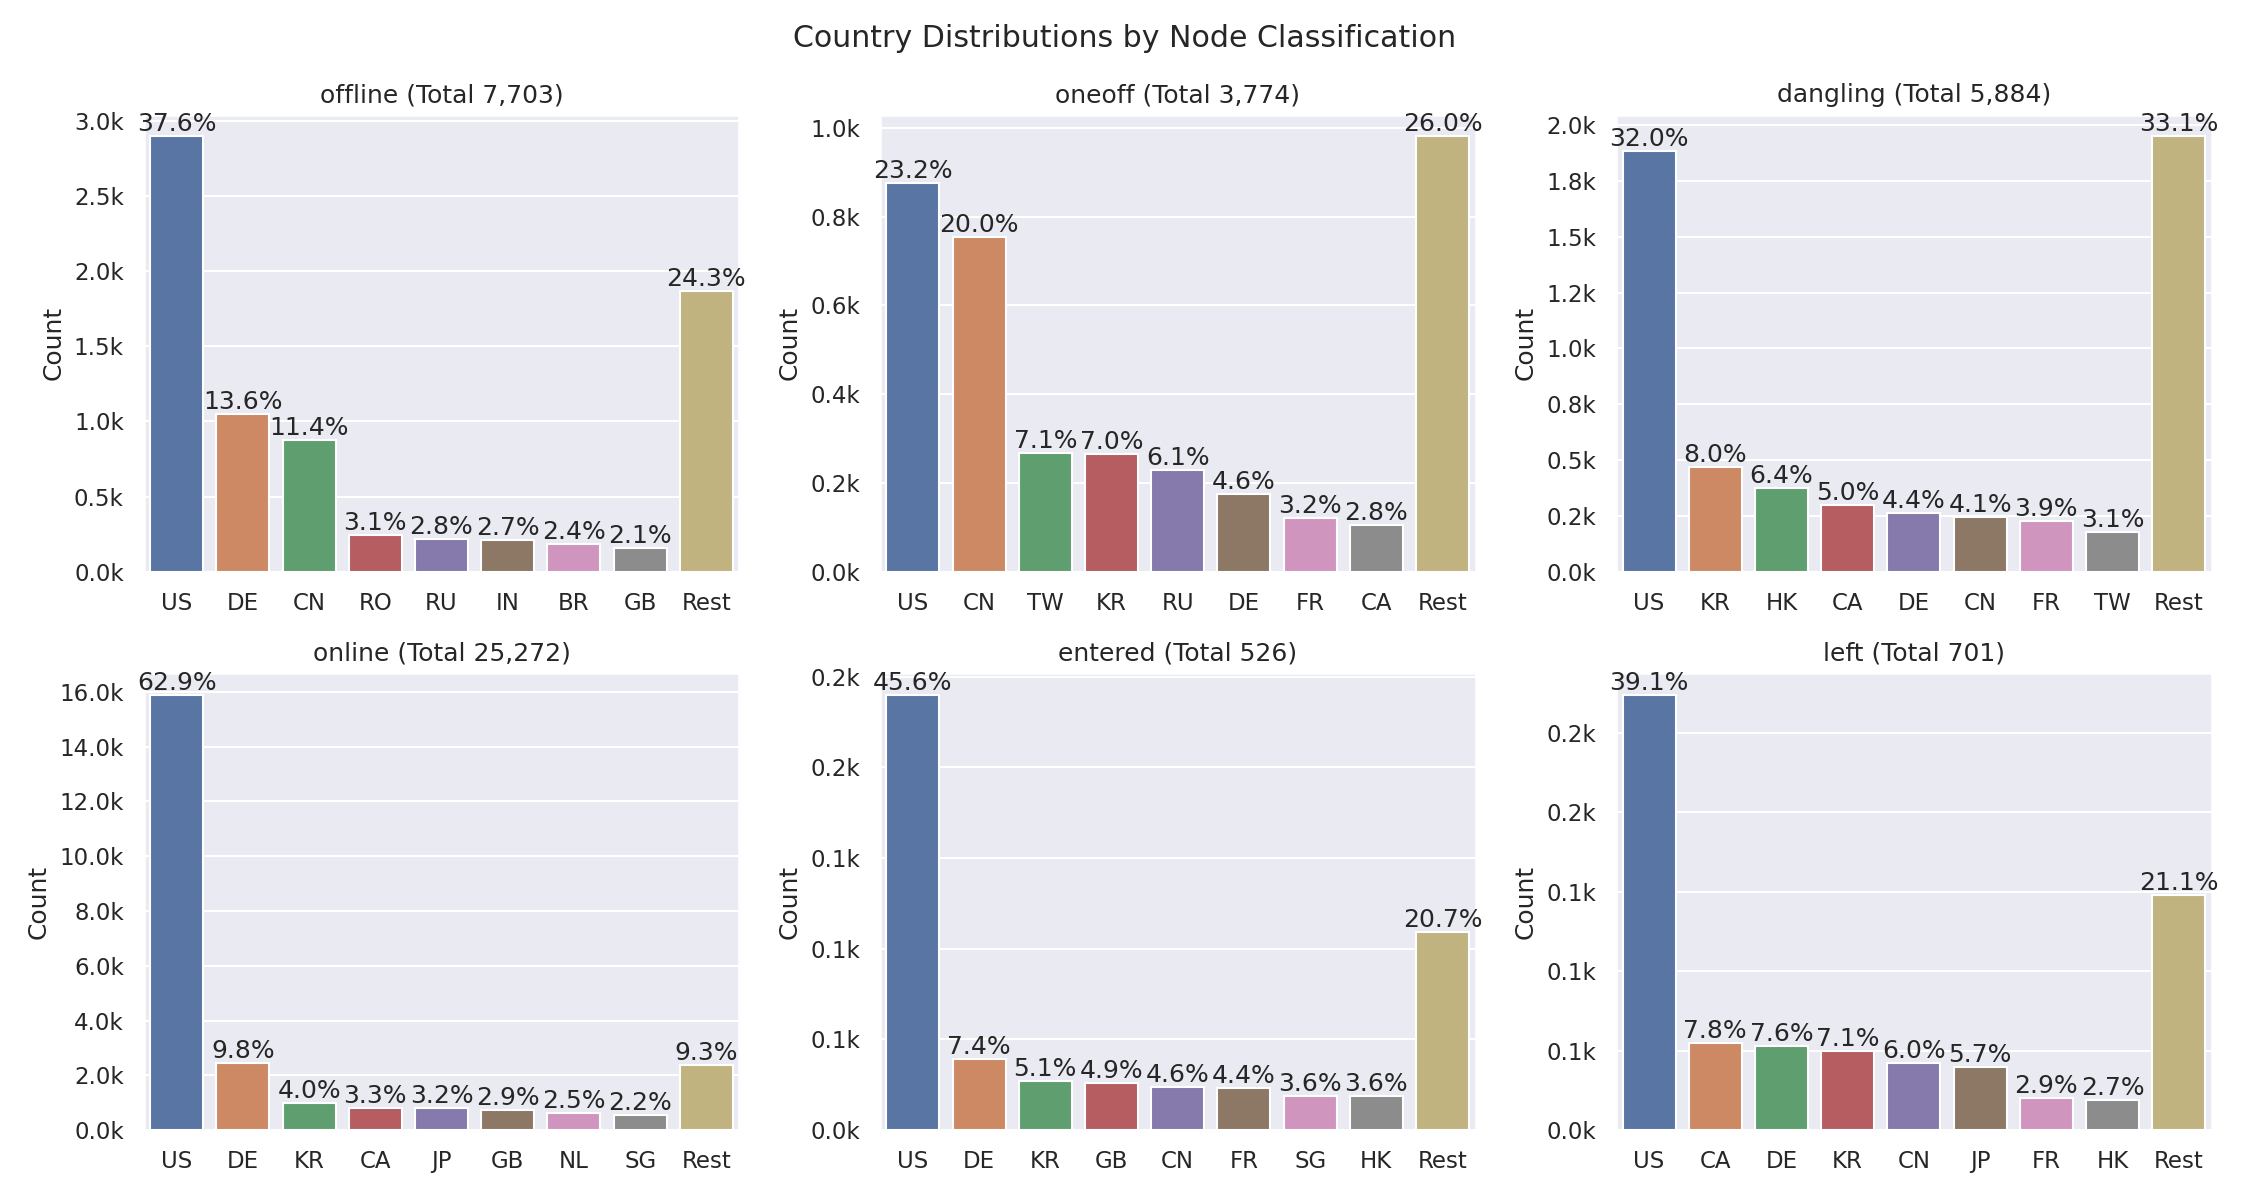 Country Distributions by Node Classification
offline (Total 7,703)
Count
3.0k
2.5k
2.0k
1.5k
1.0k
0.5k
0.0k
37.6%
13.6%
11.4%
3.1%
2.8%
2.7%
2.4%
2.1%
24.3%
US DE CN RO RU IN BR GB Rest
oneoff (Total 3,774)
Count
1.0k
0.8k
0.6k
0.4k
0.2k
0.0k
23.2%
20.0%
7.1%
7.0%
6.1%
4.6%
3.2%
2.8%
26.0%
US CN TW KR RU DE FR CA Rest
dangling (Total 5,884)
Count
2.0k
1.8k
1.5k
1.2k
1.0k
0.8k
0.5k
0.2k
0.0k
32.0%
8.0%
6.4%
5.0%
4.4%
4.1%
3.9%
3.1%
33.1%
US KR HK CA DE CN FR TW Rest
online (Total 25,272)
Count
16.0k
14.0k
12.0k
10.0k
8.0k
6.0k
4.0k
2.0k
0.0k
62.9%
9.8%
4.0%
3.3%
3.2%
2.9%
2.5%
2.2%
9.3%
US DE KR CA JP GB NL SG Rest
entered (Total 526)
Count
0.2k
0.2k
0.1k
0.1k
0.1k
0.0k
45.6%
7.4%
5.1%
4.9%
4.6%
4.4%
3.6%
3.6%
20.7%
US DE KR GB CN FR SG HK Rest
left (Total 701)
Count
0.2k
0.2k
0.1k
0.1k
0.1k
0.0k
39.1%
7.8%
7.6%
7.1%
6.0%
5.7%
2.9%
2.7%
21.1%
US CA DE KR CN JP FR HK Rest